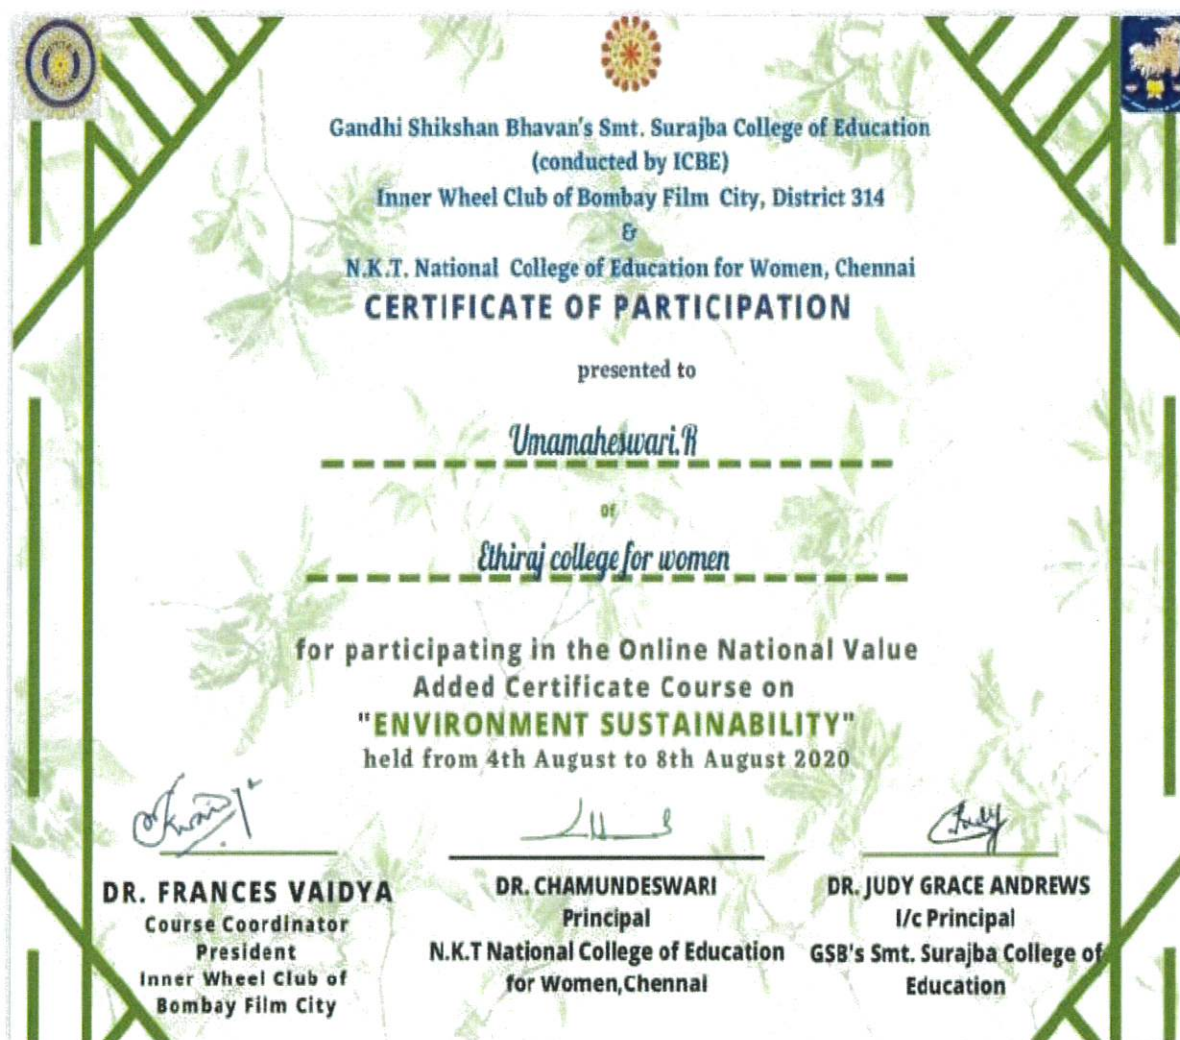 Gandhi Shikshan Bhavan's Smt. Surajba College of Education
(conducted by ICBE)
Inner Wheel Club of Bombay Film City, District 314
&
N.K.T. National College of Education for Women, Chennai
CERTIFICATE OF PARTICIPATION
presented to
Umamaheswari.R
of
Ethiraj college for women
for participating in the Online National Value
Added Certificate Course on
"ENVIRONMENT SUSTAINABILITY"
held from 4th August to 8th August 2020
DR. FRANCES VAIDYA
Course Coordinator
President
Inner Wheel Club of
Bombay Film City
DR. CHAMUNDESWARI
Principal
N.K.T National College of Education
for Women,Chennai
Judy
DR. JUDY GRACE ANDREWS
I/c Principal
GSB's Smt. Surajba College of
Education